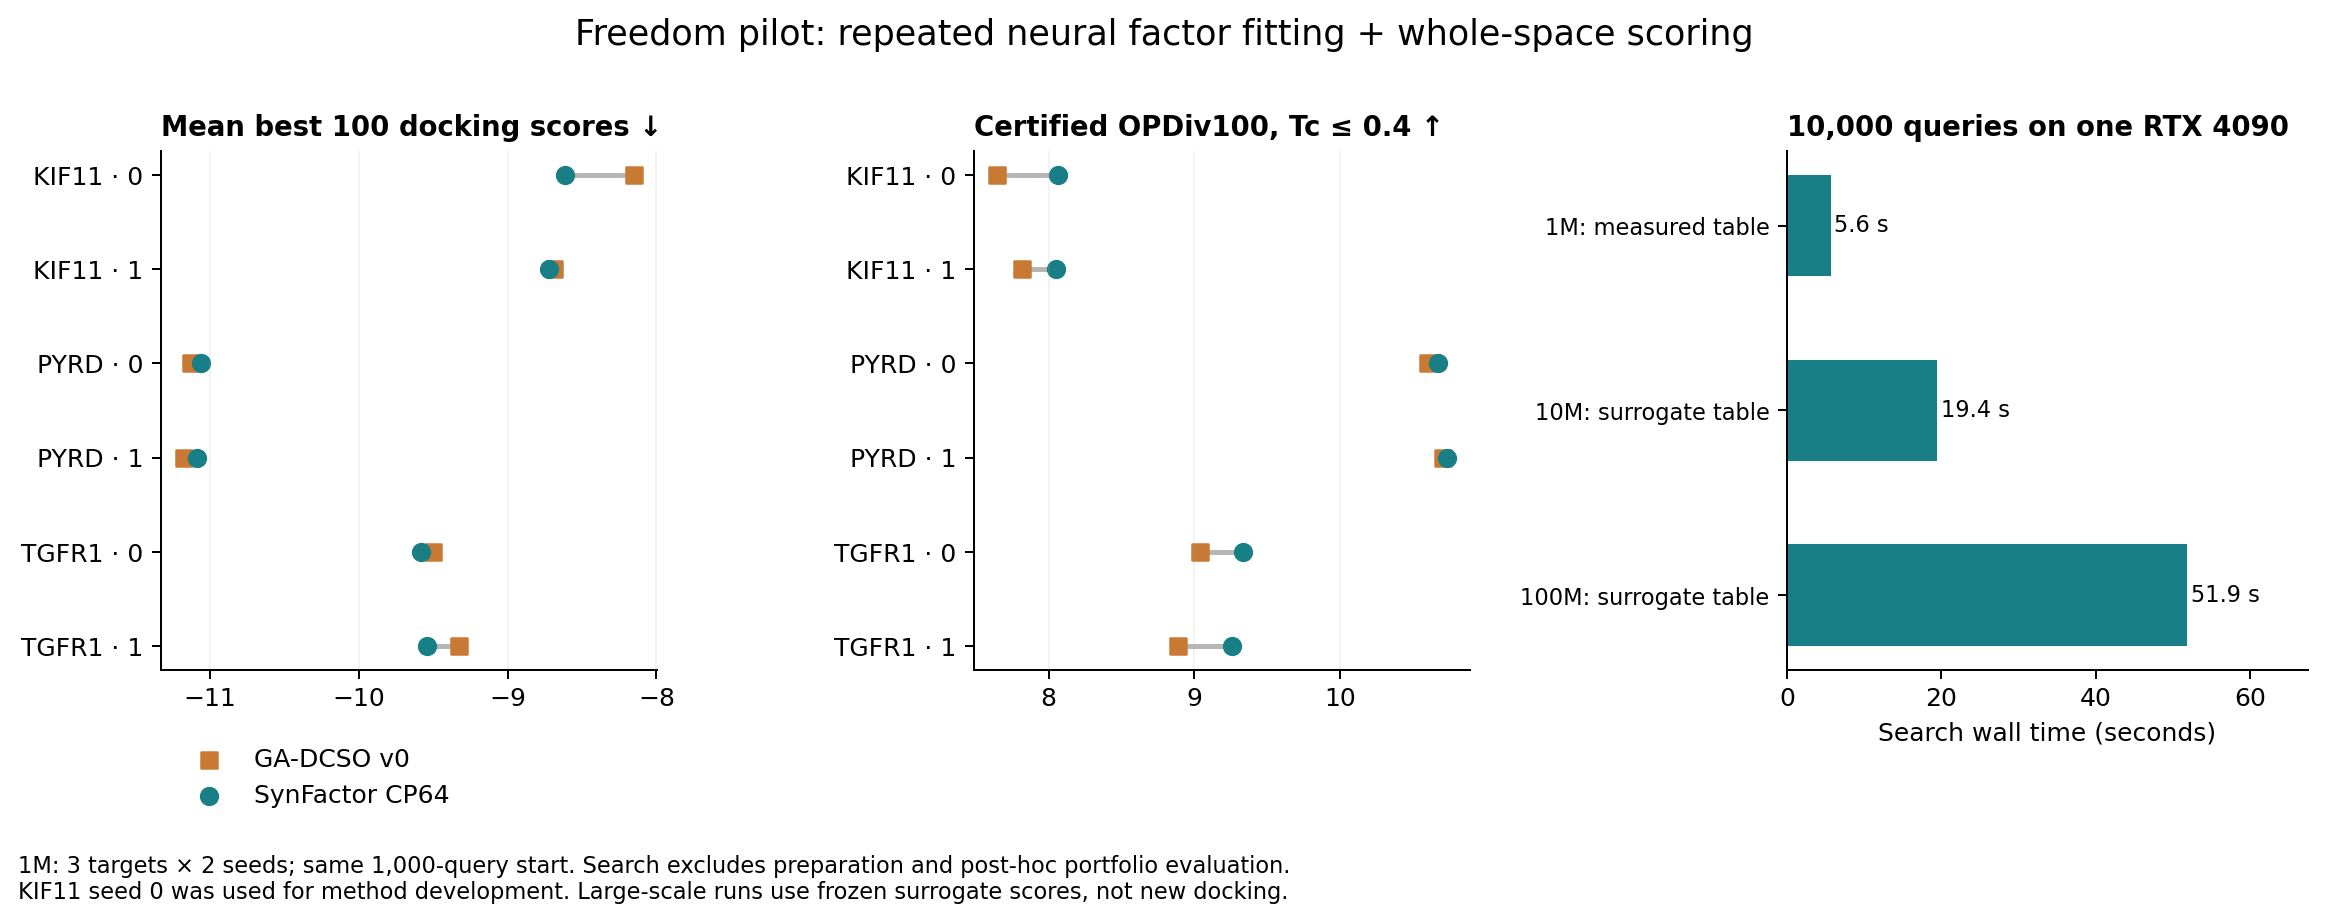 Freedom pilot: repeated neural factor fitting + whole-space scoring
Mean best 100 docking scores ↓
KIF11 · 0
KIF11 · 1
PYRD · 0
PYRD · 1
TGFR1 · 0
TGFR1 · 1
−11
−10
−9
−8
GA-DCSO v0
SynFactor CP64
Certified OPDiv100, Tc ≤ 0.4 ↑
KIF11 · 0
KIF11 · 1
PYRD · 0
PYRD · 1
TGFR1 · 0
TGFR1 · 1
8
9
10
10,000 queries on one RTX 4090
1M: measured table
5.6 s
10M: surrogate table
19.4 s
100M: surrogate table
51.9 s
0
20
40
60
Search wall time (seconds)
1M: 3 targets × 2 seeds; same 1,000-query start. Search excludes preparation and post-hoc portfolio evaluation.
KIF11 seed 0 was used for method development. Large-scale runs use frozen surrogate scores, not new docking.